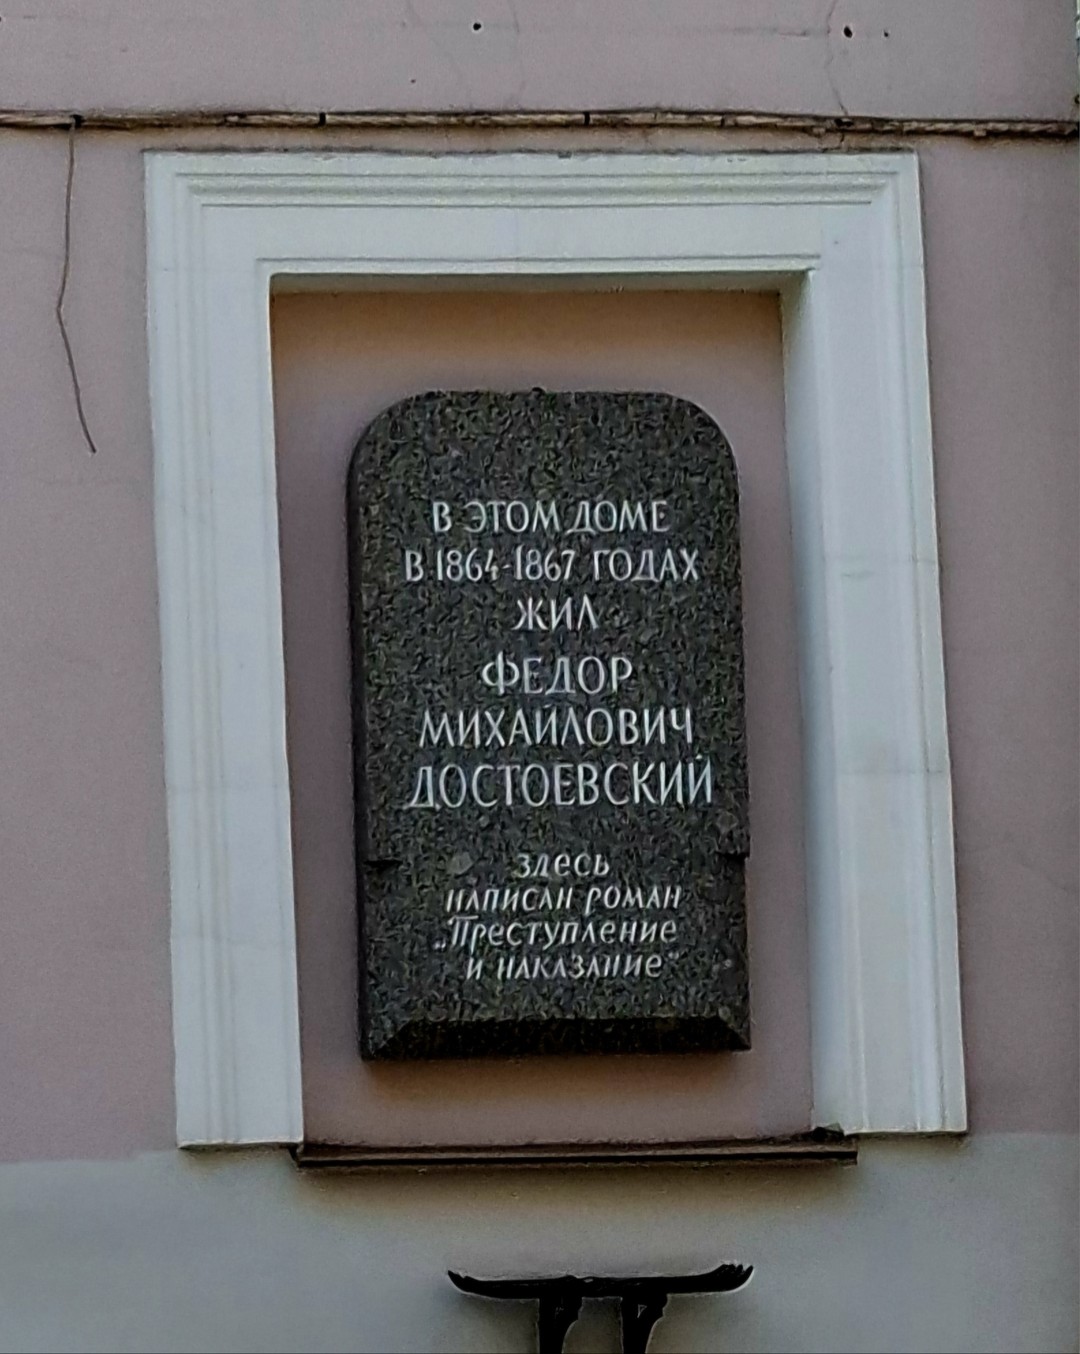 В ЭТОМ ДОМЕ
В 1864-1867 ГОДАХ
ЖИЛ
ФЕДОР
МИХАЙЛОВИЧ
ДОСТОЕВСКИЙ
здесь
написан роман
„Преступление
и наказание“